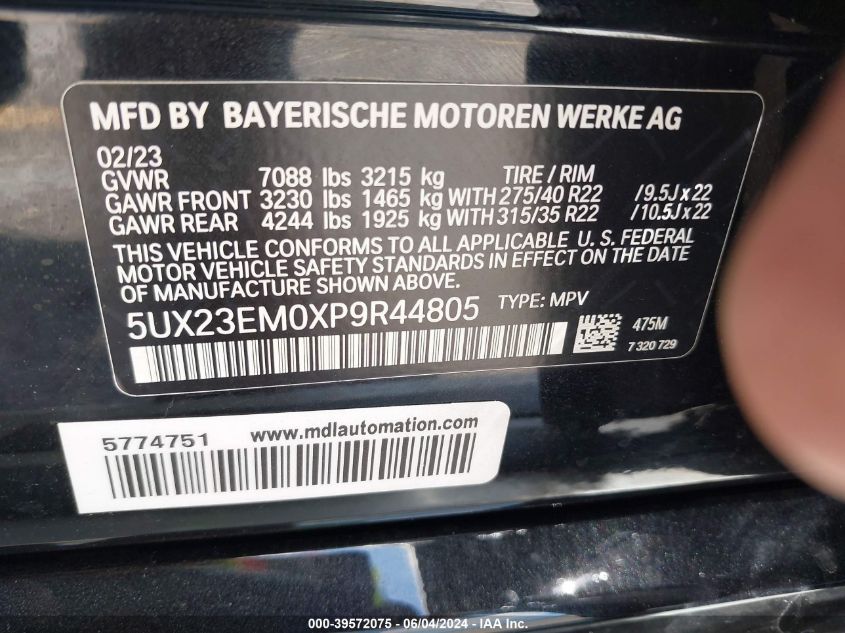 MFD BY BAYERISCHE MOTOREN WERKE AG
02/23
GVWR 7088 lbs 3215 kg TIRE / RIM
GAWR FRONT 3230 lbs 1465 kg WITH 275/40 R22 /9.5J x 22
GAWR REAR 4244 lbs 1925 kg WITH 315/35 R22 /10.5J x 22
THIS VEHICLE CONFORMS TO ALL APPLICABLE U. S. FEDERAL
MOTOR VEHICLE SAFETY STANDARDS IN EFFECT ON THE DATE
OF MANUFACTURE SHOWN ABOVE.
5UX23EM0XP9R44805 TYPE: MPV
475M
7 320 729
5774751 www.mdlautomation.com
000-39572075 - 06/04/2024 - IAA, Inc.